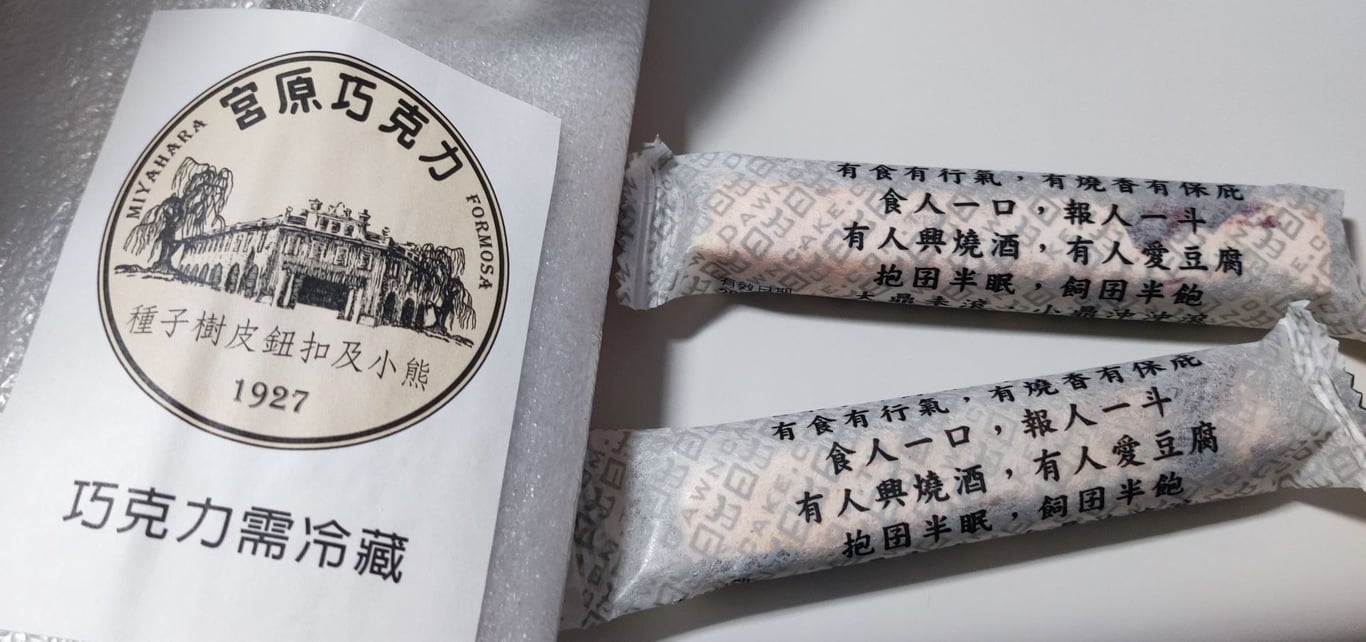 宮原巧克力
MIYAHARA
FORMOSA
種子樹皮鈕扣及小熊
1927
巧克力需冷藏
有食有行氣，有燒香有保庇
食人一口，報人一斗
有人興燒酒，有人愛豆腐
抱囝半眠，飼囝半飽
有效日期
有食有行氣，有燒香有保庇
食人一口，報人一斗
有人興燒酒，有人愛豆腐
抱囝半眠，飼囝半飽